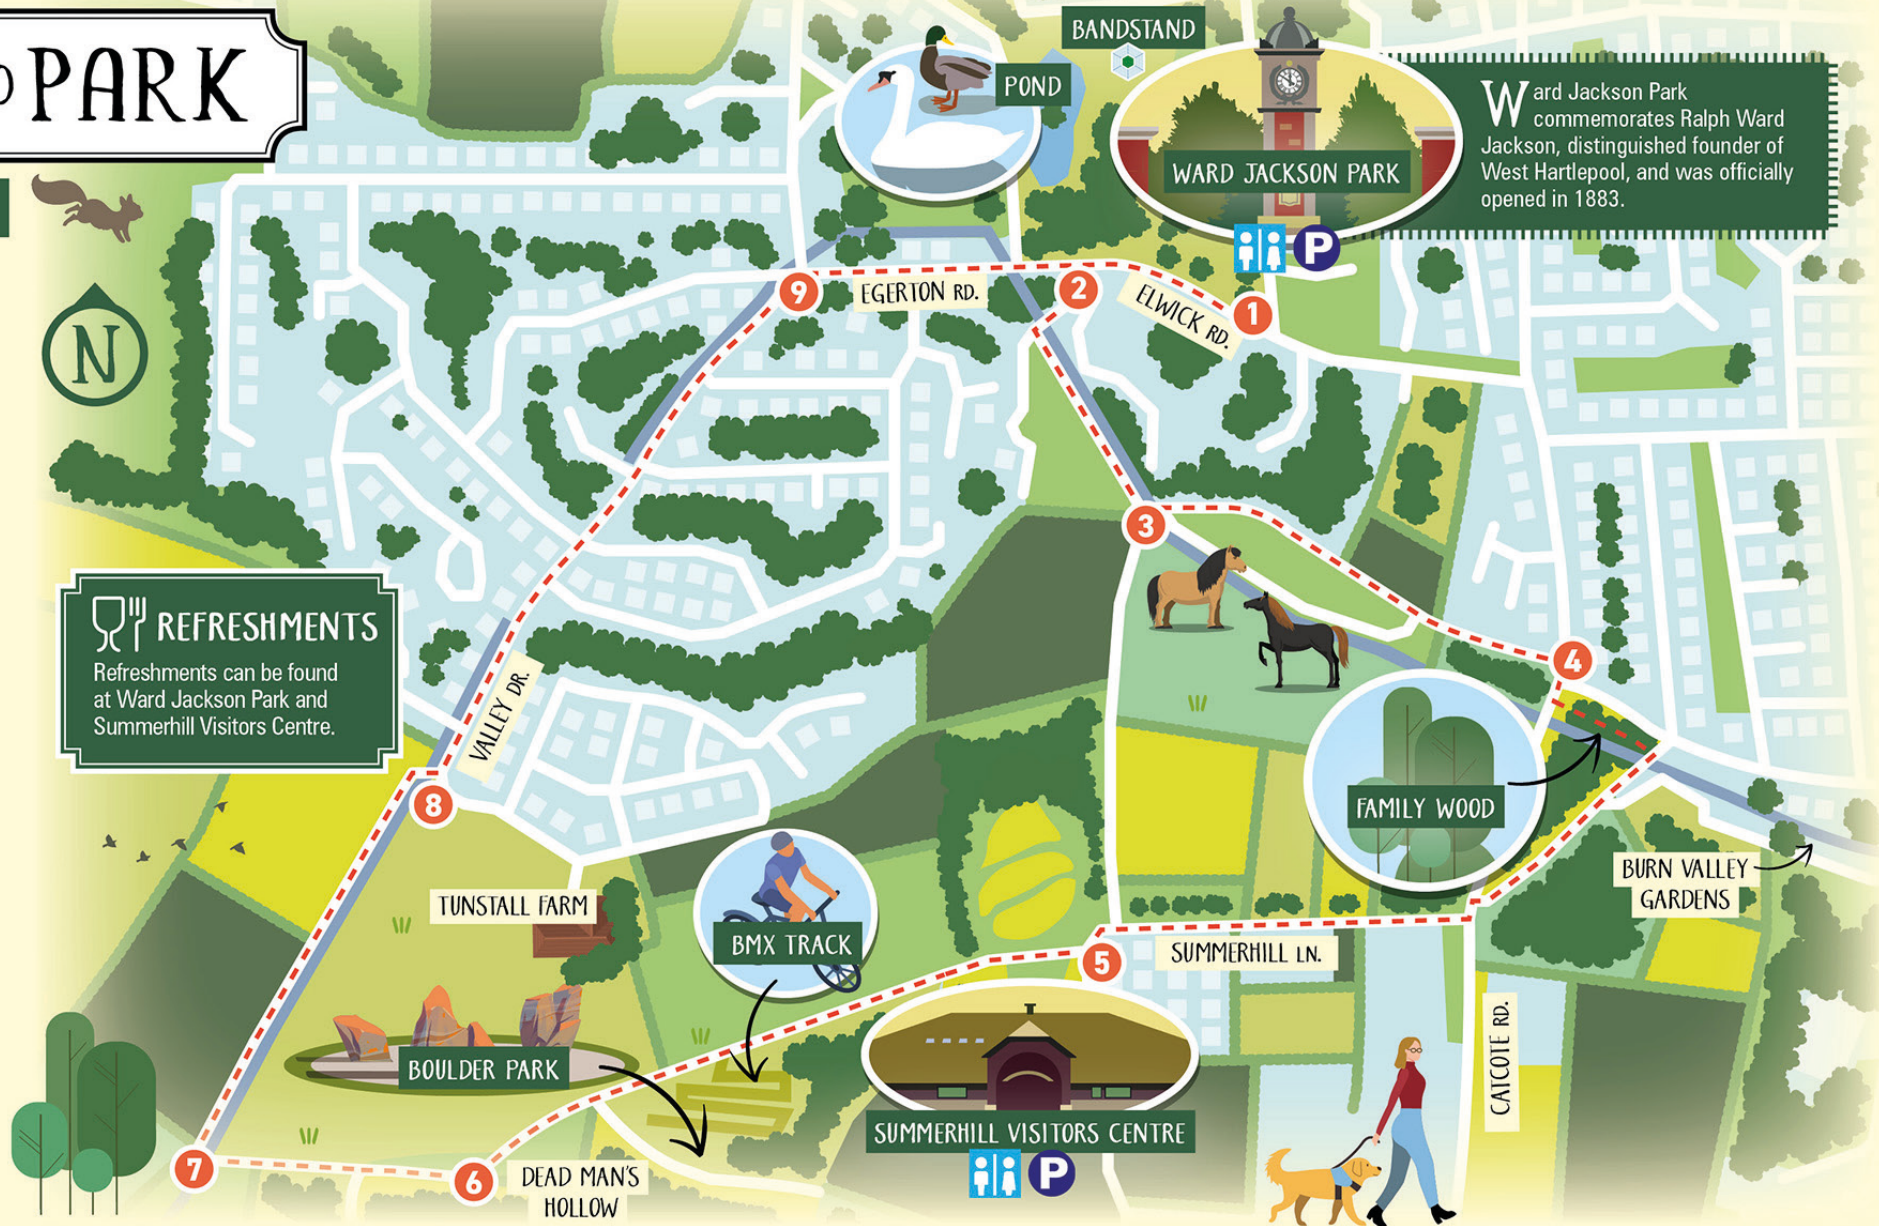 PARK
BANDSTAND
POND
WARD JACKSON PARK
P
Ward Jackson Park
commemorates Ralph Ward
Jackson, distinguished founder of
West Hartlepool, and was officially
opened in 1883.
N
9
EGERTON RD.
2
ELWICK RD.
1
3
REFRESHMENTS
Refreshments can be found
at Ward Jackson Park and
Summerhill Visitors Centre.
4
VALLEY DR.
8
FAMILY WOOD
BURN VALLEY
GARDENS
TUNSTALL FARM
BMX TRACK
5
SUMMERHILL LN.
CATCOTE RD.
BOULDER PARK
SUMMERHILL VISITORS CENTRE
P
7
6
DEAD MAN'S
HOLLOW